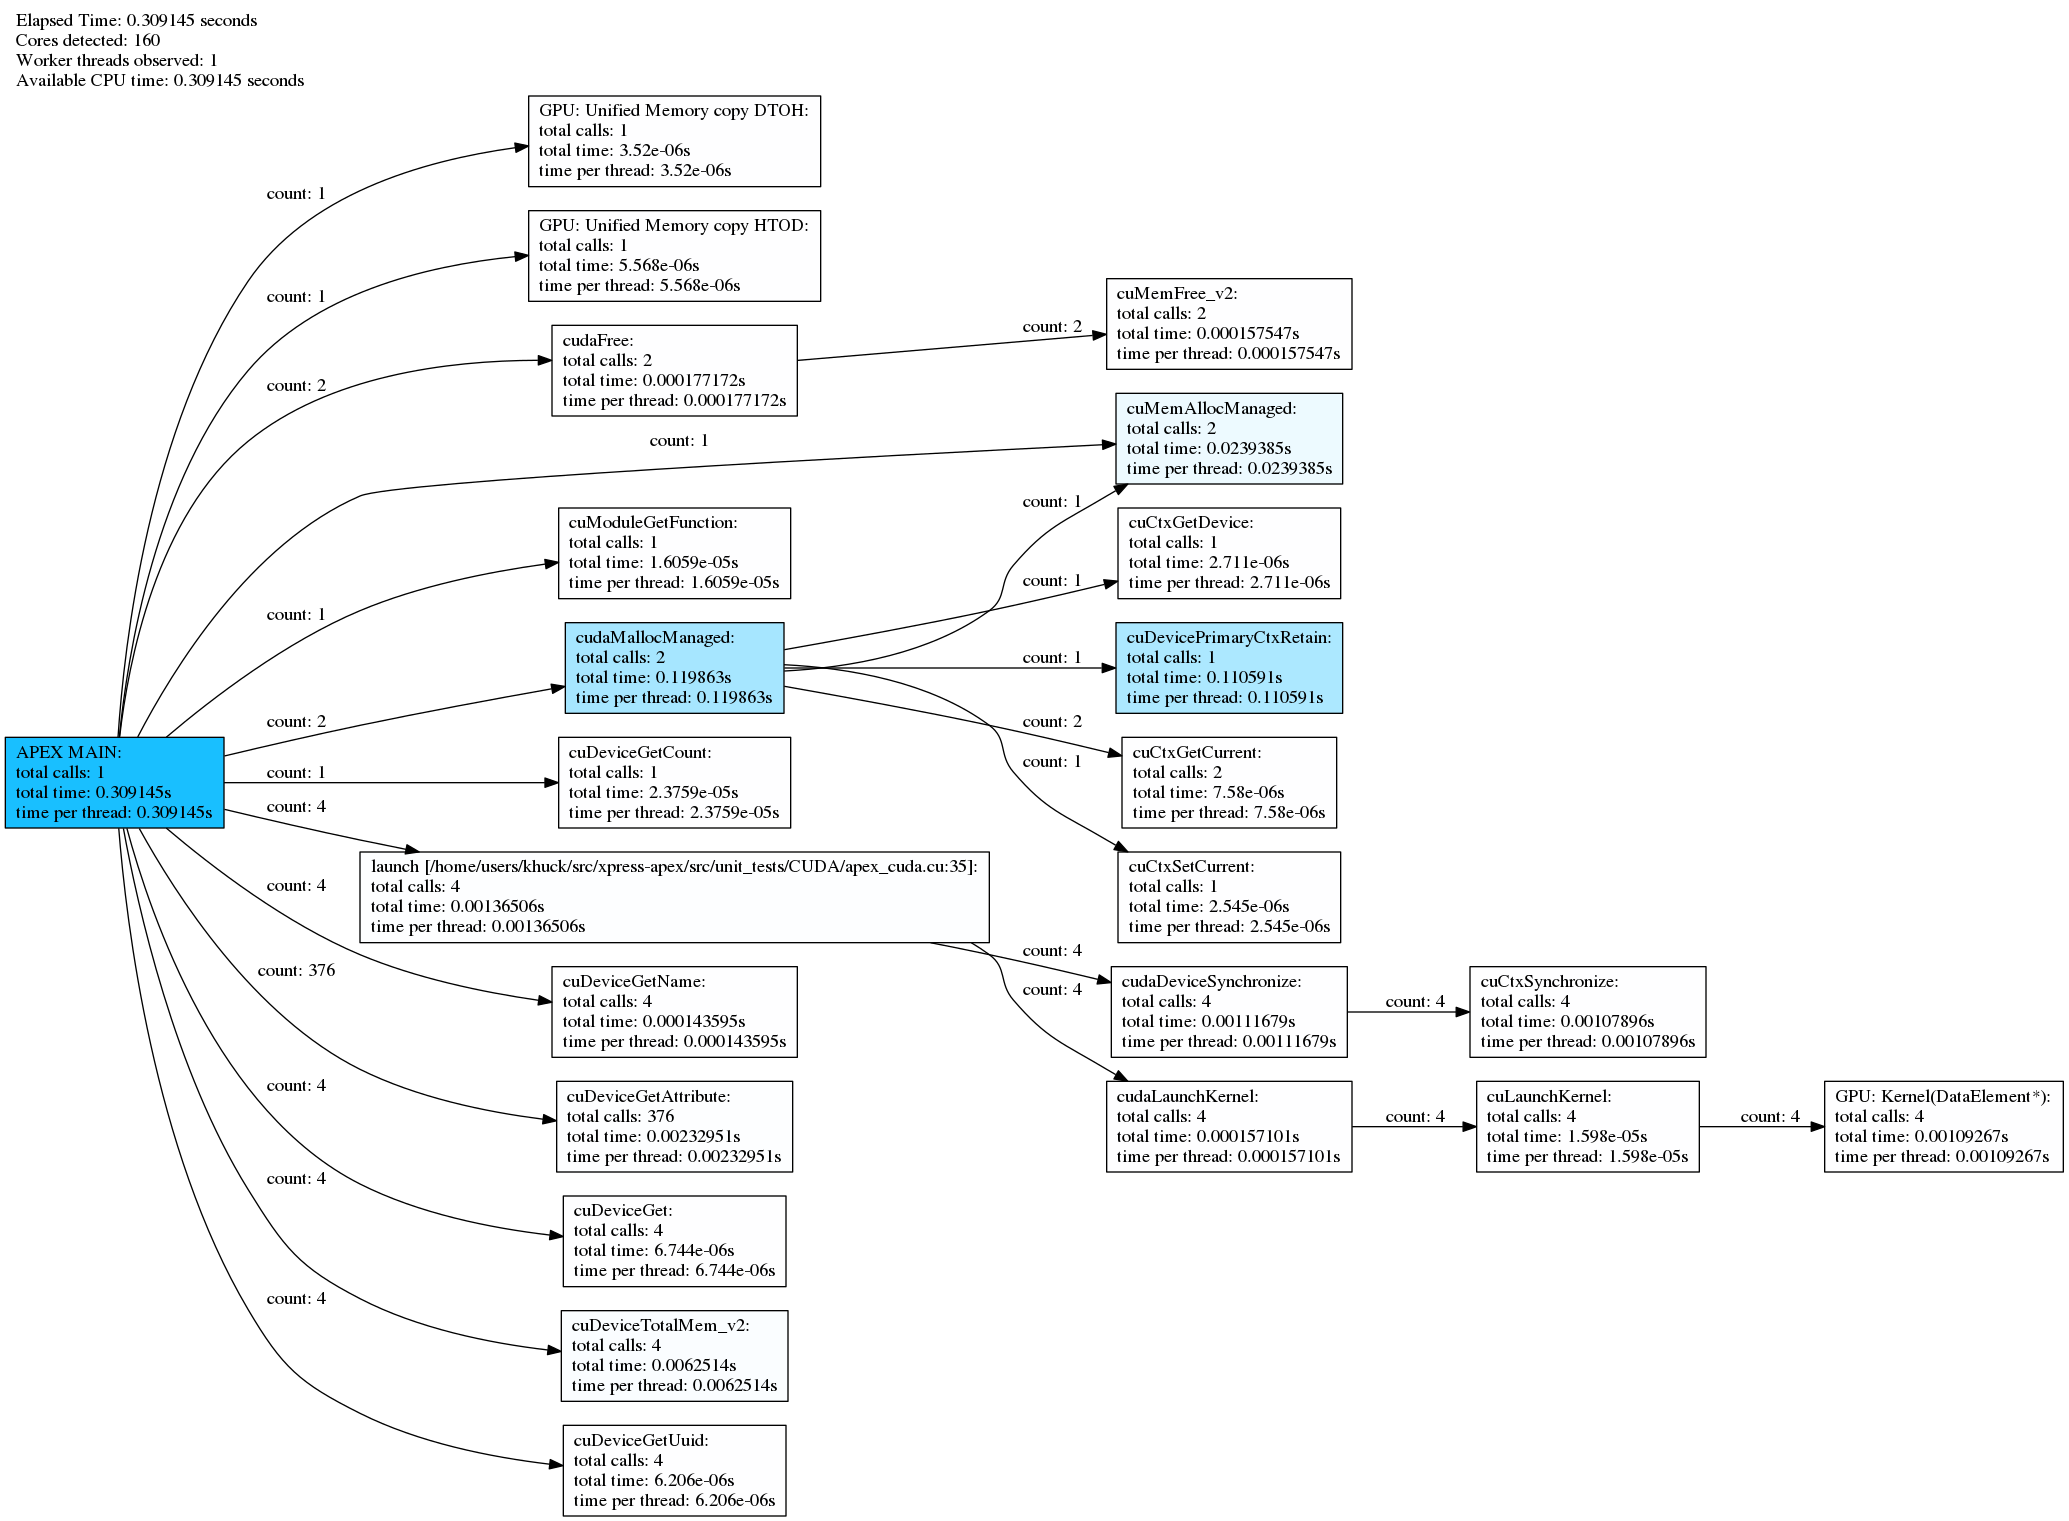 Elapsed Time: 0.309145 seconds
Cores detected: 160
Worker threads observed: 1
Available CPU time: 0.309145 seconds
GPU: Unified Memory copy DTOH:
total calls: 1
total time: 3.52e-06s
time per thread: 3.52e-06s
count: 1
GPU: Unified Memory copy HTOD:
total calls: 1
total time: 5.568e-06s
time per thread: 5.568e-06s
count: 1
cudaFree:
total calls: 2
total time: 0.000177172s
time per thread: 0.000177172s
count: 2
count: 2
cuMemFree_v2:
total calls: 2
total time: 0.000157547s
time per thread: 0.000157547s
count: 1
cuMemAllocManaged:
total calls: 2
total time: 0.0239385s
time per thread: 0.0239385s
cuModuleGetFunction:
total calls: 1
total time: 1.6059e-05s
time per thread: 1.6059e-05s
count: 1
count: 1
cuCtxGetDevice:
total calls: 1
total time: 2.711e-06s
time per thread: 2.711e-06s
count: 1
cudaMallocManaged:
total calls: 2
total time: 0.119863s
time per thread: 0.119863s
count: 2
count: 1
cuDevicePrimaryCtxRetain:
total calls: 1
total time: 0.110591s
time per thread: 0.110591s
count: 2
cuCtxGetCurrent:
total calls: 2
total time: 7.58e-06s
time per thread: 7.58e-06s
count: 1
APEX MAIN:
total calls: 1
total time: 0.309145s
time per thread: 0.309145s
count: 1
cuDeviceGetCount:
total calls: 1
total time: 2.3759e-05s
time per thread: 2.3759e-05s
count: 4
launch [/home/users/khuck/src/xpress-apex/src/unit_tests/CUDA/apex_cuda.cu:35]:
total calls: 4
total time: 0.00136506s
time per thread: 0.00136506s
cuCtxSetCurrent:
total calls: 1
total time: 2.545e-06s
time per thread: 2.545e-06s
count: 4
cuDeviceGetName:
total calls: 4
total time: 0.000143595s
time per thread: 0.000143595s
count: 4
count: 4
cudaDeviceSynchronize:
total calls: 4
total time: 0.00111679s
time per thread: 0.00111679s
count: 4
cuCtxSynchronize:
total calls: 4
total time: 0.00107896s
time per thread: 0.00107896s
count: 376
cuDeviceGetAttribute:
total calls: 376
total time: 0.00232951s
time per thread: 0.00232951s
cudaLaunchKernel:
total calls: 4
total time: 0.000157101s
time per thread: 0.000157101s
count: 4
cuLaunchKernel:
total calls: 4
total time: 1.598e-05s
time per thread: 1.598e-05s
count: 4
GPU: Kernel(DataElement*):
total calls: 4
total time: 0.00109267s
time per thread: 0.00109267s
count: 4
cuDeviceGet:
total calls: 4
total time: 6.744e-06s
time per thread: 6.744e-06s
count: 4
cuDeviceTotalMem_v2:
total calls: 4
total time: 0.0062514s
time per thread: 0.0062514s
count: 4
cuDeviceGetUuid:
total calls: 4
total time: 6.206e-06s
time per thread: 6.206e-06s